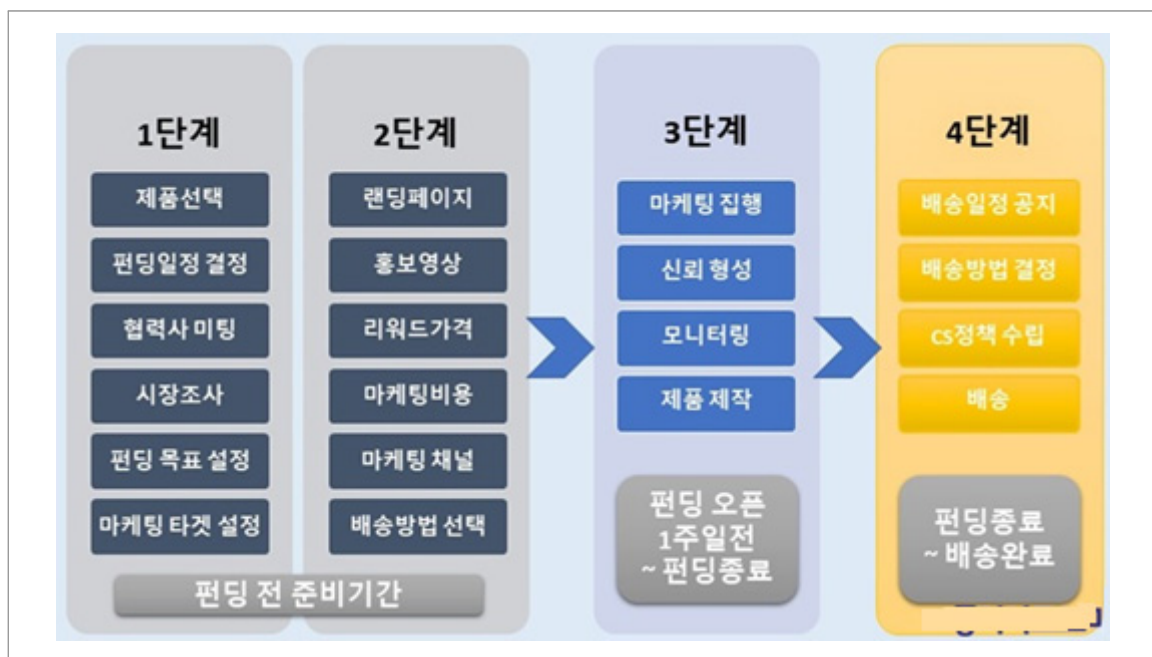 1단계
제품선택
펀딩일정 결정
협력사 미팅
시장조사
펀딩 목표 설정
마케팅 타겟 설정
2단계
랜딩페이지
홍보영상
리워드가격
마케팅비용
마케팅 채널
배송방법 선택
펀딩 전 준비기간
3단계
마케팅 집행
신뢰 형성
모니터링
제품 제작
펀딩 오픈
1주일전
~ 펀딩종료
4단계
배송일정 공지
배송방법 결정
CS정책 수립
배송
펀딩종료
~ 배송완료